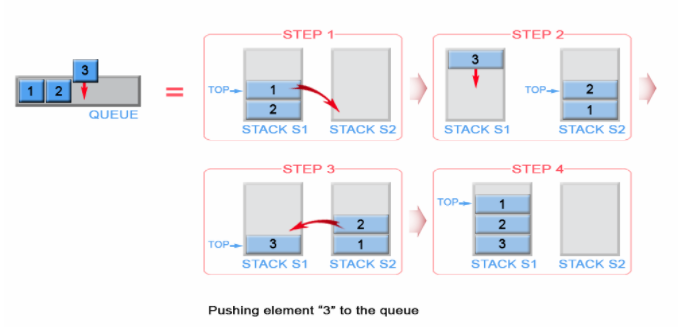 STEP 1
STEP 2
3
1 2
QUEUE
=
TOP
1
2
STACK S1
STACK S2
3
STACK S1
TOP
2
1
STACK S2
STEP 3
STEP 4
TOP
3
STACK S1
2
1
STACK S2
TOP
1
2
3
STACK S1
STACK S2
Pushing element "3" to the queue